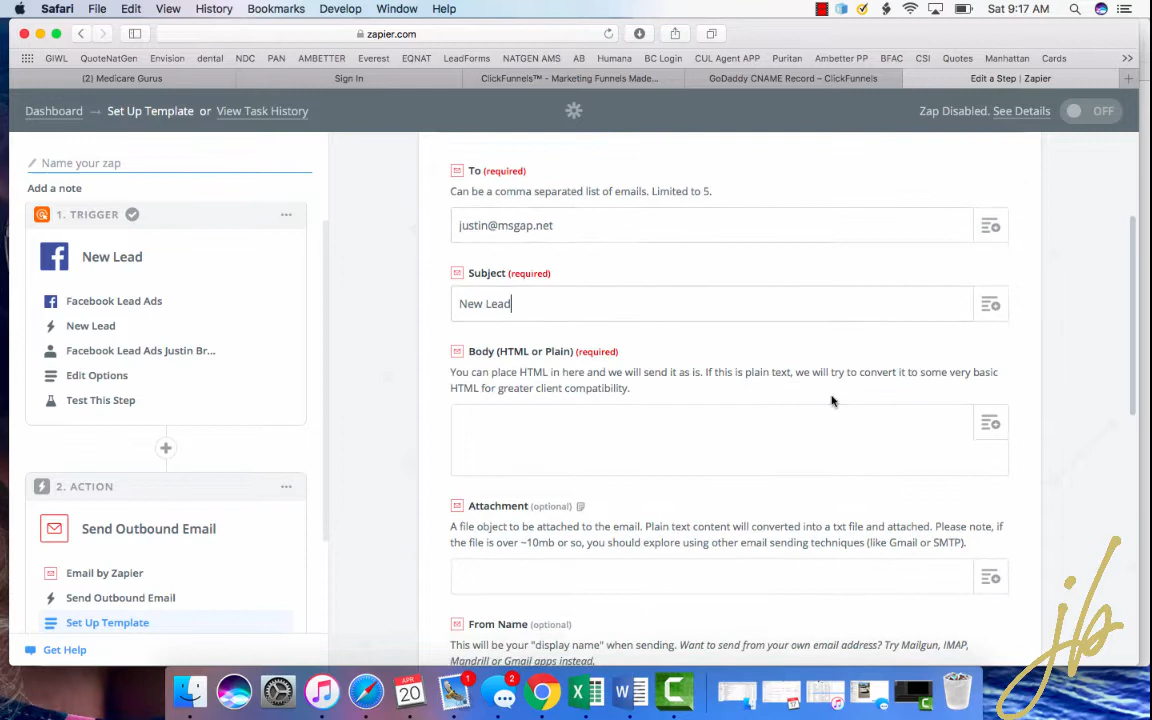 Safari File Edit View History Bookmarks Develop Window Help Sat 9:17 AM
zapier.com
GIWL QuoteNatGen Envision dental NDC PAN AMBETTER Everest EQNAT LeadForms NATGEN AMS AB Humana BC Login CUL Agent APP Puritan Ambetter PP BFAC CSI Quotes Manhattan Cards >>
(2) Medicare Gurus Sign In ClickFunnels™ - Marketing Funnels Made... GoDaddy CNAME Record – ClickFunnels Edit a Step | Zapier +
Dashboard → Set Up Template or View Task History Zap Disabled. See Details OFF
Name your zap
Add a note
1. TRIGGER
New Lead
Facebook Lead Ads
New Lead
Facebook Lead Ads Justin Br...
Edit Options
Test This Step
2. ACTION
Send Outbound Email
Email by Zapier
Send Outbound Email
Set Up Template
Get Help
To (required)
Can be a comma separated list of emails. Limited to 5.
justin@msgap.net
Subject (required)
New Lead
Body (HTML or Plain) (required)
You can place HTML in here and we will send it as is. If this is plain text, we will try to convert it to some very basic
HTML for greater client compatibility.
Attachment (optional)
A file object to be attached to the email. Plain text content will converted into a txt file and attached. Please note, if
the file is over ~10mb or so, you should explore using other email sending techniques (like Gmail or SMTP).
From Name (optional)
This will be your "display name" when sending. Want to send from your own email address? Try Mailgun, IMAP,
Mandrill or Gmail apps instead.
APR
20
1
2
jb